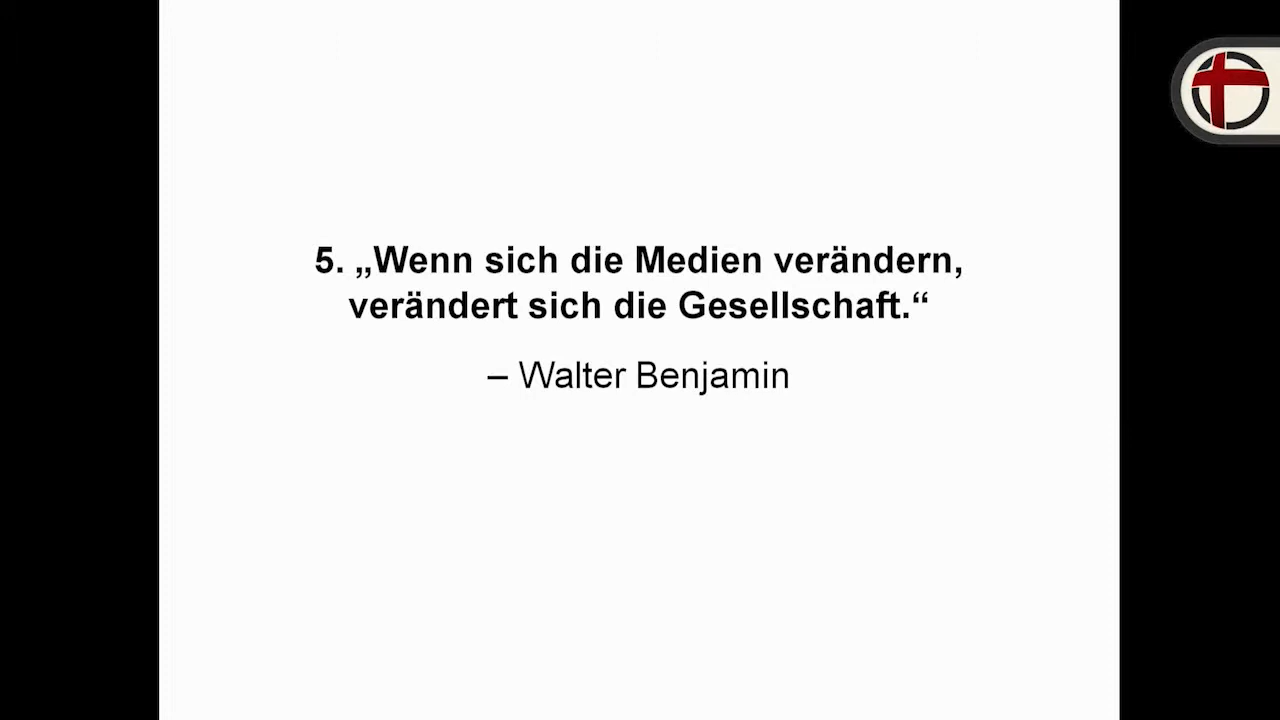 5. „Wenn sich die Medien verändern,
verändert sich die Gesellschaft.“
– Walter Benjamin